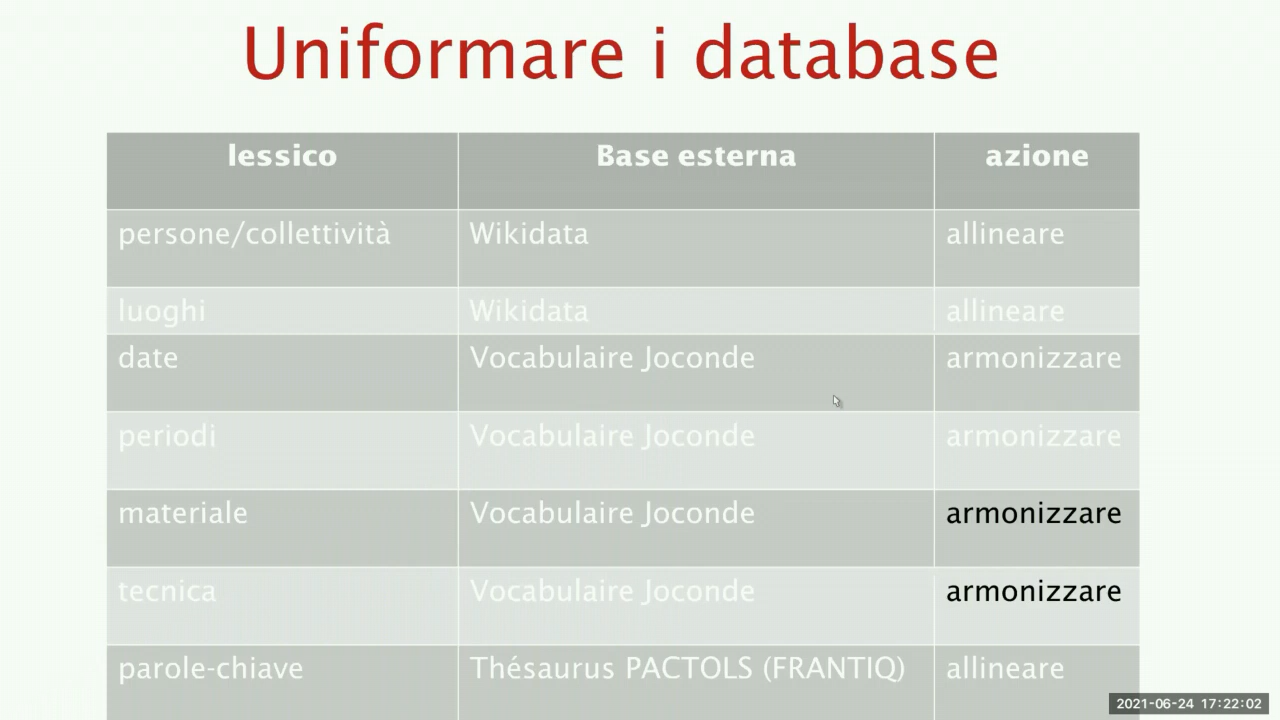 Uniformare i database
lessico Base esterna azione
persone/collettività Wikidata allineare
luoghi Wikidata allineare
date Vocabulaire Joconde armonizzare
periodi Vocabulaire Joconde armonizzare
materiale Vocabulaire Joconde armonizzare
tecnica Vocabulaire Joconde armonizzare
parole-chiave Thésaurus PACTOLS (FRANTIQ) allineare
2021-06-24 17:22:02